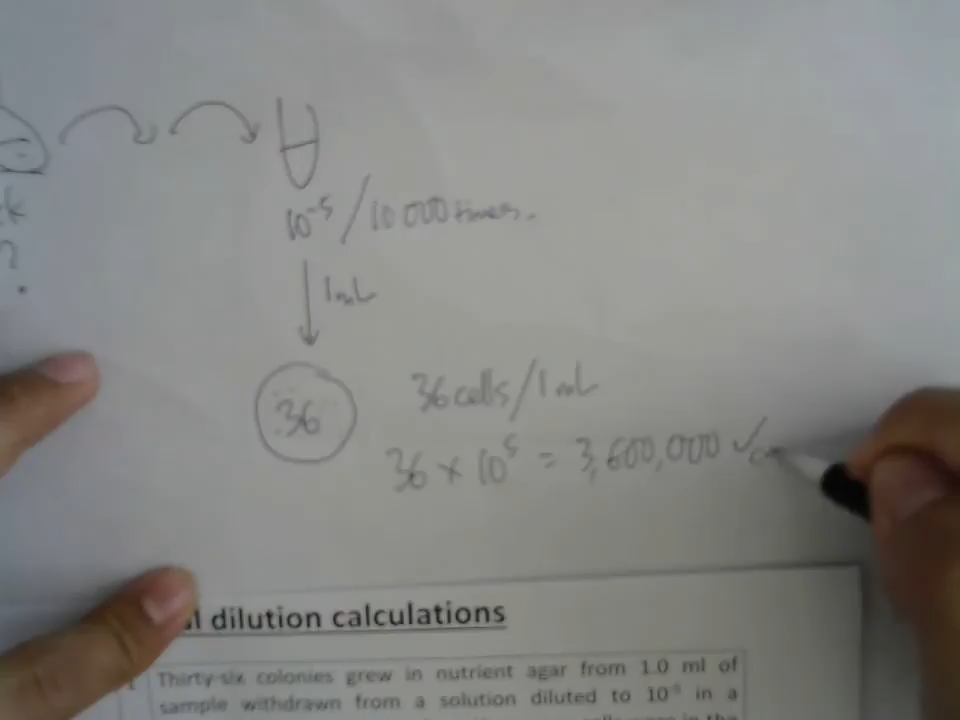 10⁻⁵ / 10 000 times.
?
1 mL
36 cells / 1 mL
36
36 × 10⁵ = 3,600,000 ✓
dilution calculations
Thirty-six colonies grew in nutrient agar from 1.0 ml of
sample withdrawn from a solution diluted to 10⁻⁵ in a